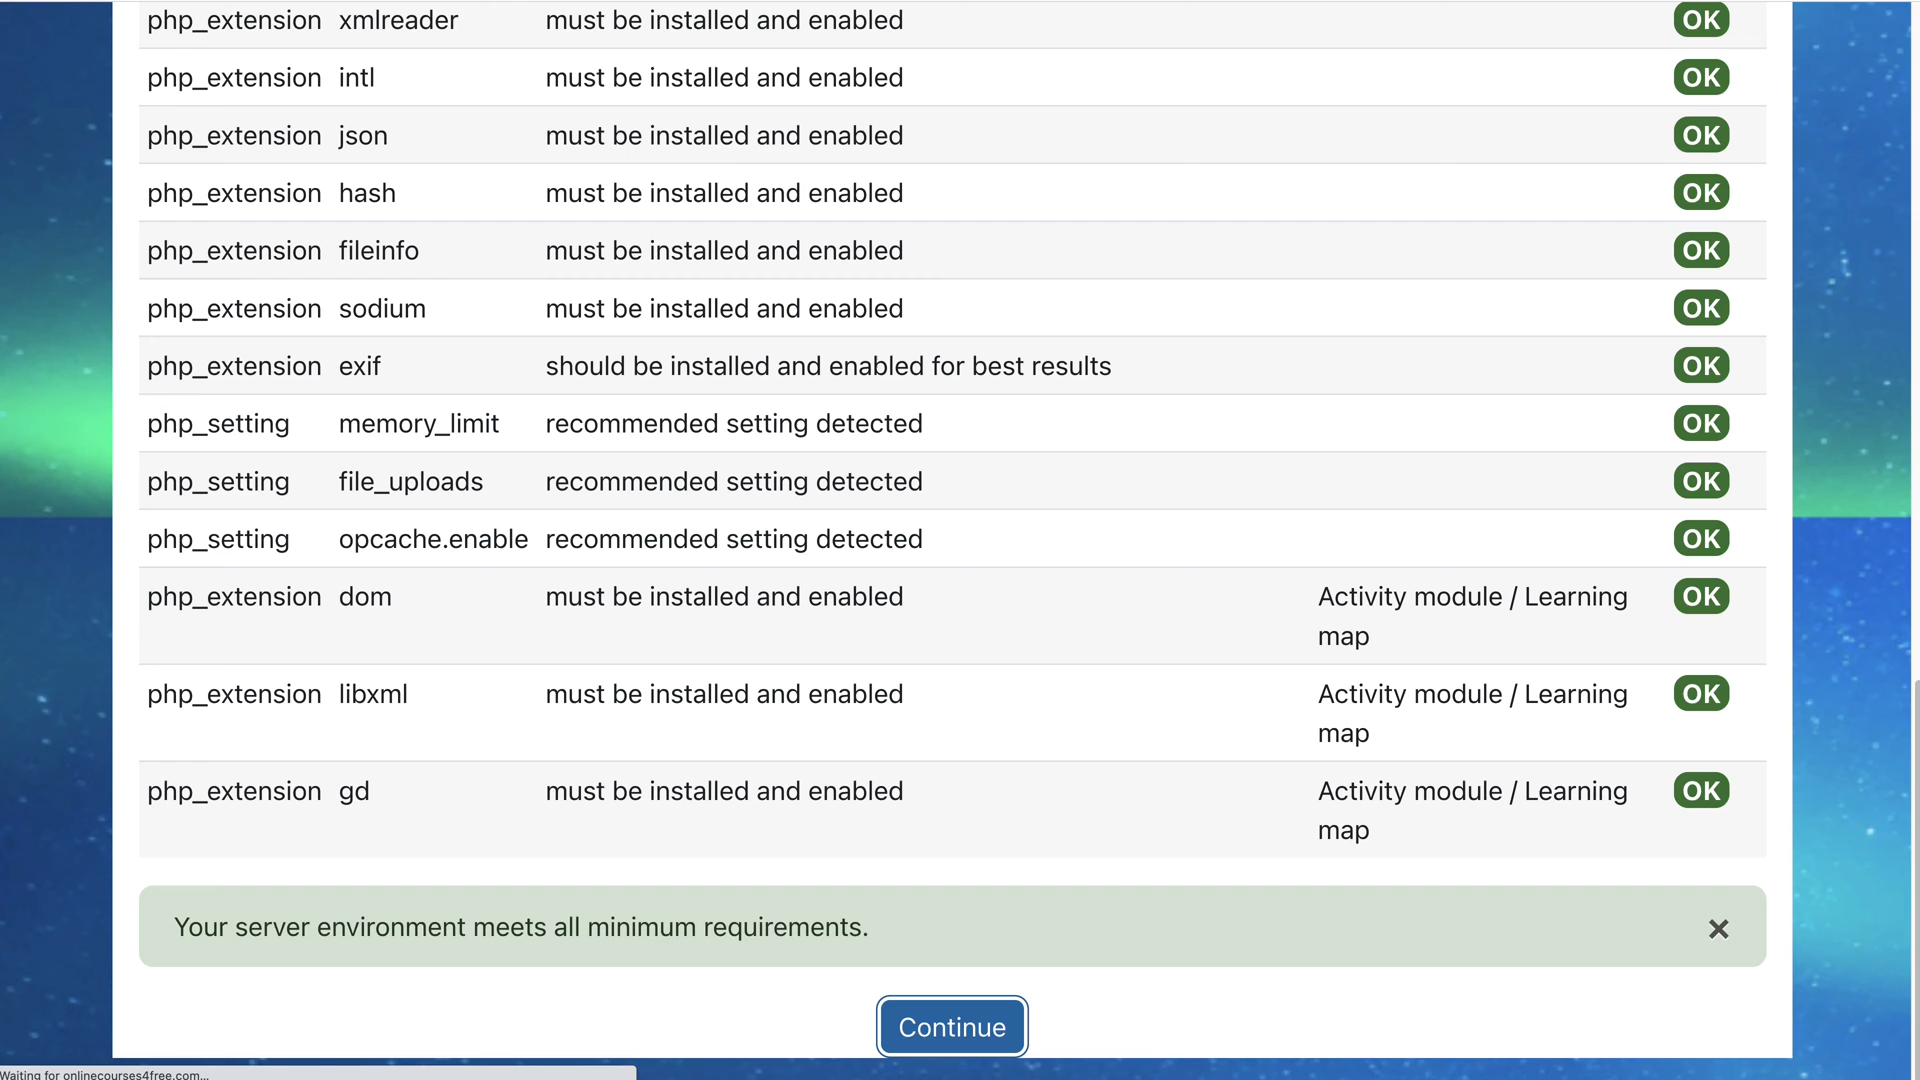 php_extension xmlreader must be installed and enabled OK
php_extension intl must be installed and enabled OK
php_extension json must be installed and enabled OK
php_extension hash must be installed and enabled OK
php_extension fileinfo must be installed and enabled OK
php_extension sodium must be installed and enabled OK
php_extension exif should be installed and enabled for best results OK
php_setting memory_limit recommended setting detected OK
php_setting file_uploads recommended setting detected OK
php_setting opcache.enable recommended setting detected OK
php_extension dom must be installed and enabled Activity module / Learning OK
map
php_extension libxml must be installed and enabled Activity module / Learning OK
map
php_extension gd must be installed and enabled Activity module / Learning OK
map
Your server environment meets all minimum requirements. ×
Continue
Waiting for onlinecourses4free.com...